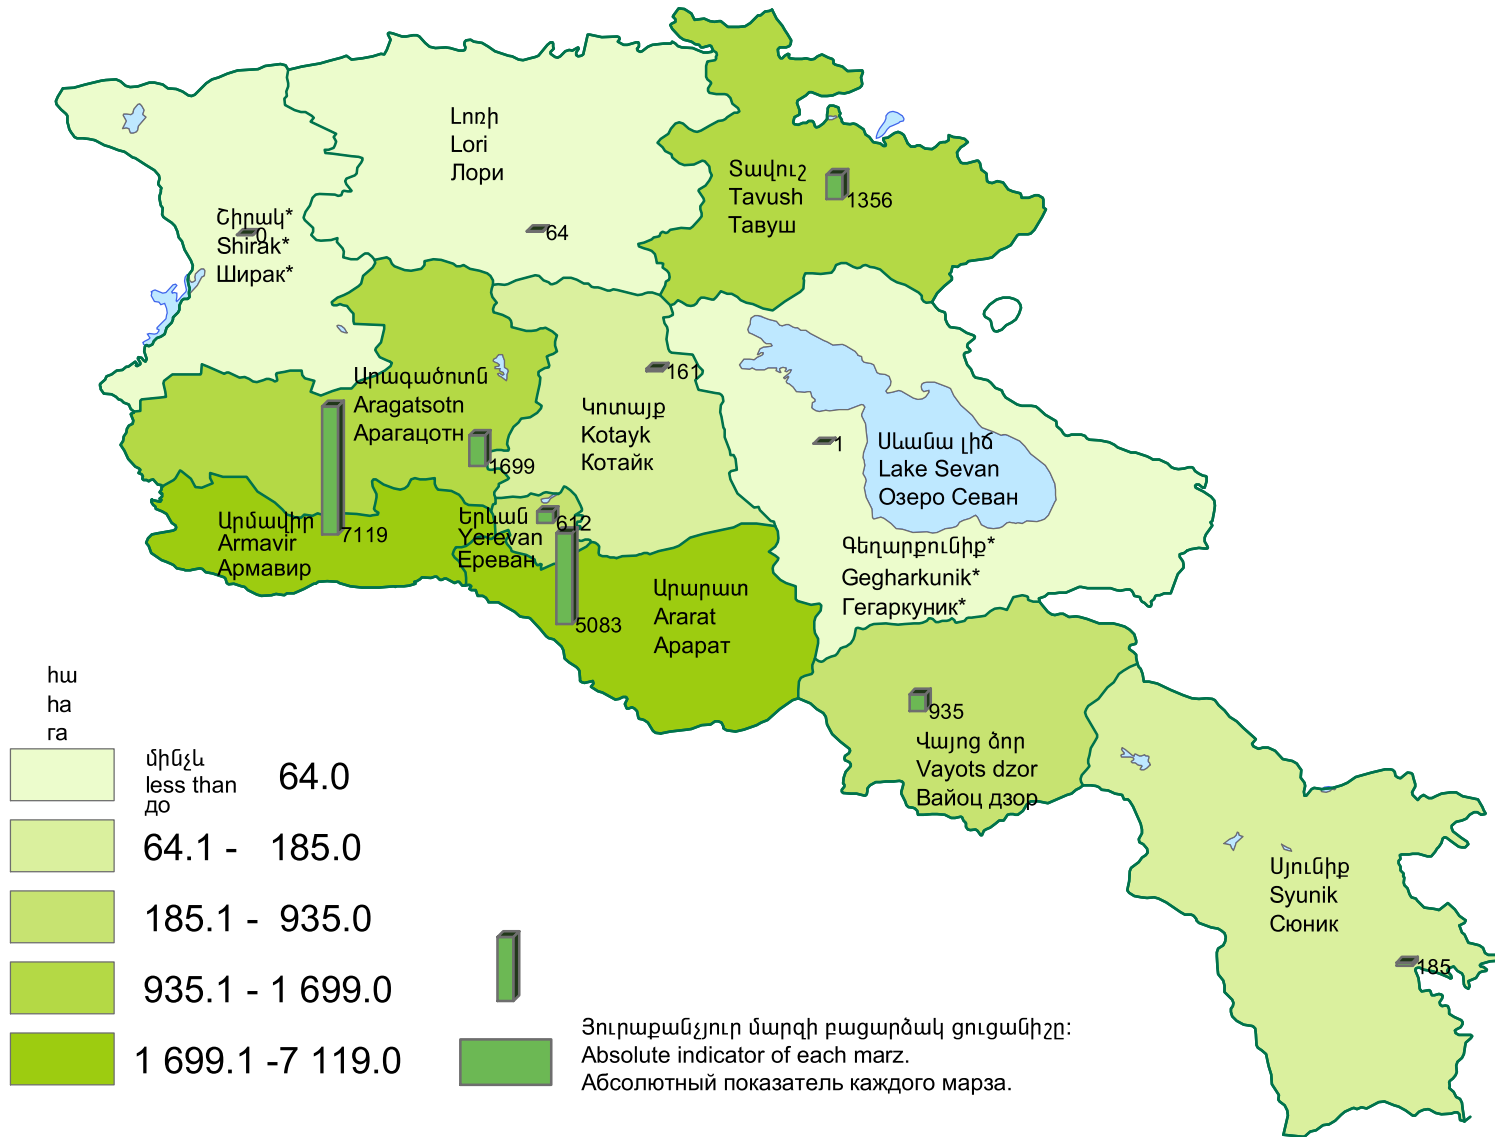 Լոռի
Lori
Лори
64
Տավուշ
Tavush
Тавуш
1356
Շիրակ*
0
Shirak*
Ширак*
Արագածոտն
Aragatsotn
Арагацотн
1699
161
Կոտայք
Kotayk
Котайк
1
Սևանա լիճ
Lake Sevan
Озеро Севан
Գեղարքունիք*
Gegharkunik*
Гегаркуник*
Արմավիր
Armavir
Армавир
7119
Երևան
Yerevan
Ереван
612
5083
Արարատ
Ararat
Арарат
935
Վայոց ձոր
Vayots dzor
Вайоц дзор
Սյունիք
Syunik
Сюник
185
հա
ha
га
մինչև
less than
до
64.0
64.1 - 185.0
185.1 - 935.0
935.1 - 1 699.0
1 699.1 -7 119.0
Յուրաքանչյուր մարզի բացարձակ ցուցանիշը:
Absolute indicator of each marz.
Абсолютный показатель каждого марза.